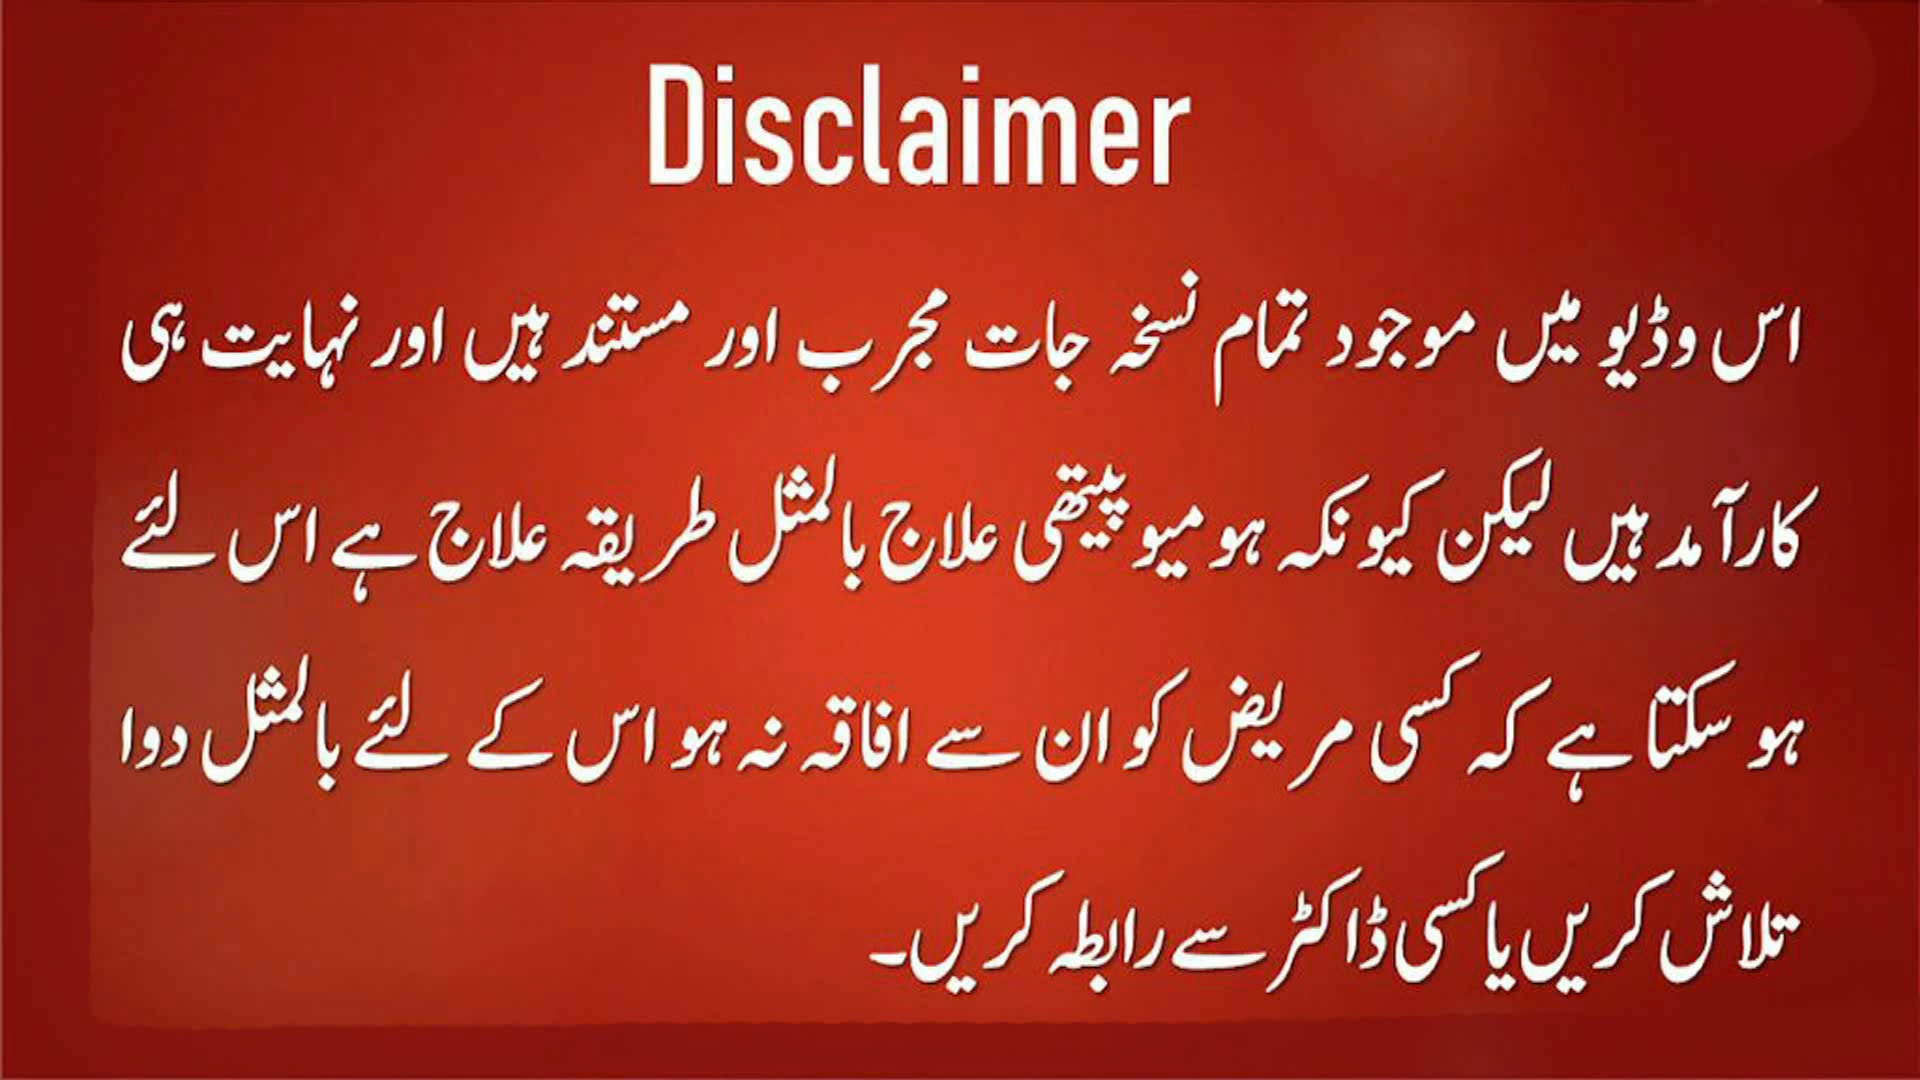 Disclaimer
اس وڈیو میں موجود تمام نسخہ جات مجرب اور مستند ہیں اور نہایت ہی
کارآمد ہیں لیکن کیونکہ ہومیوپیتھی علاج بالمثل طریقہ علاج ہے اس لئے
ہو سکتا ہے کہ کسی مریض کو ان سے افاقہ نہ ہو اس کے لئے بالمثل دوا
تلاش کریں یا کسی ڈاکٹر سے رابطہ کریں۔